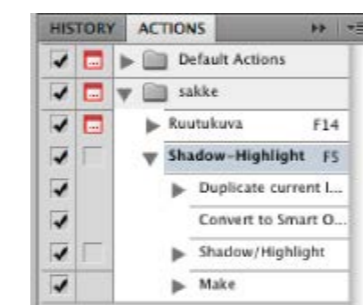 HISTORY ACTIONS
Default Actions
sakke
Ruutukuva F14
Shadow-Highlight F5
Duplicate current l...
Convert to Smart O...
Shadow/Highlight
Make